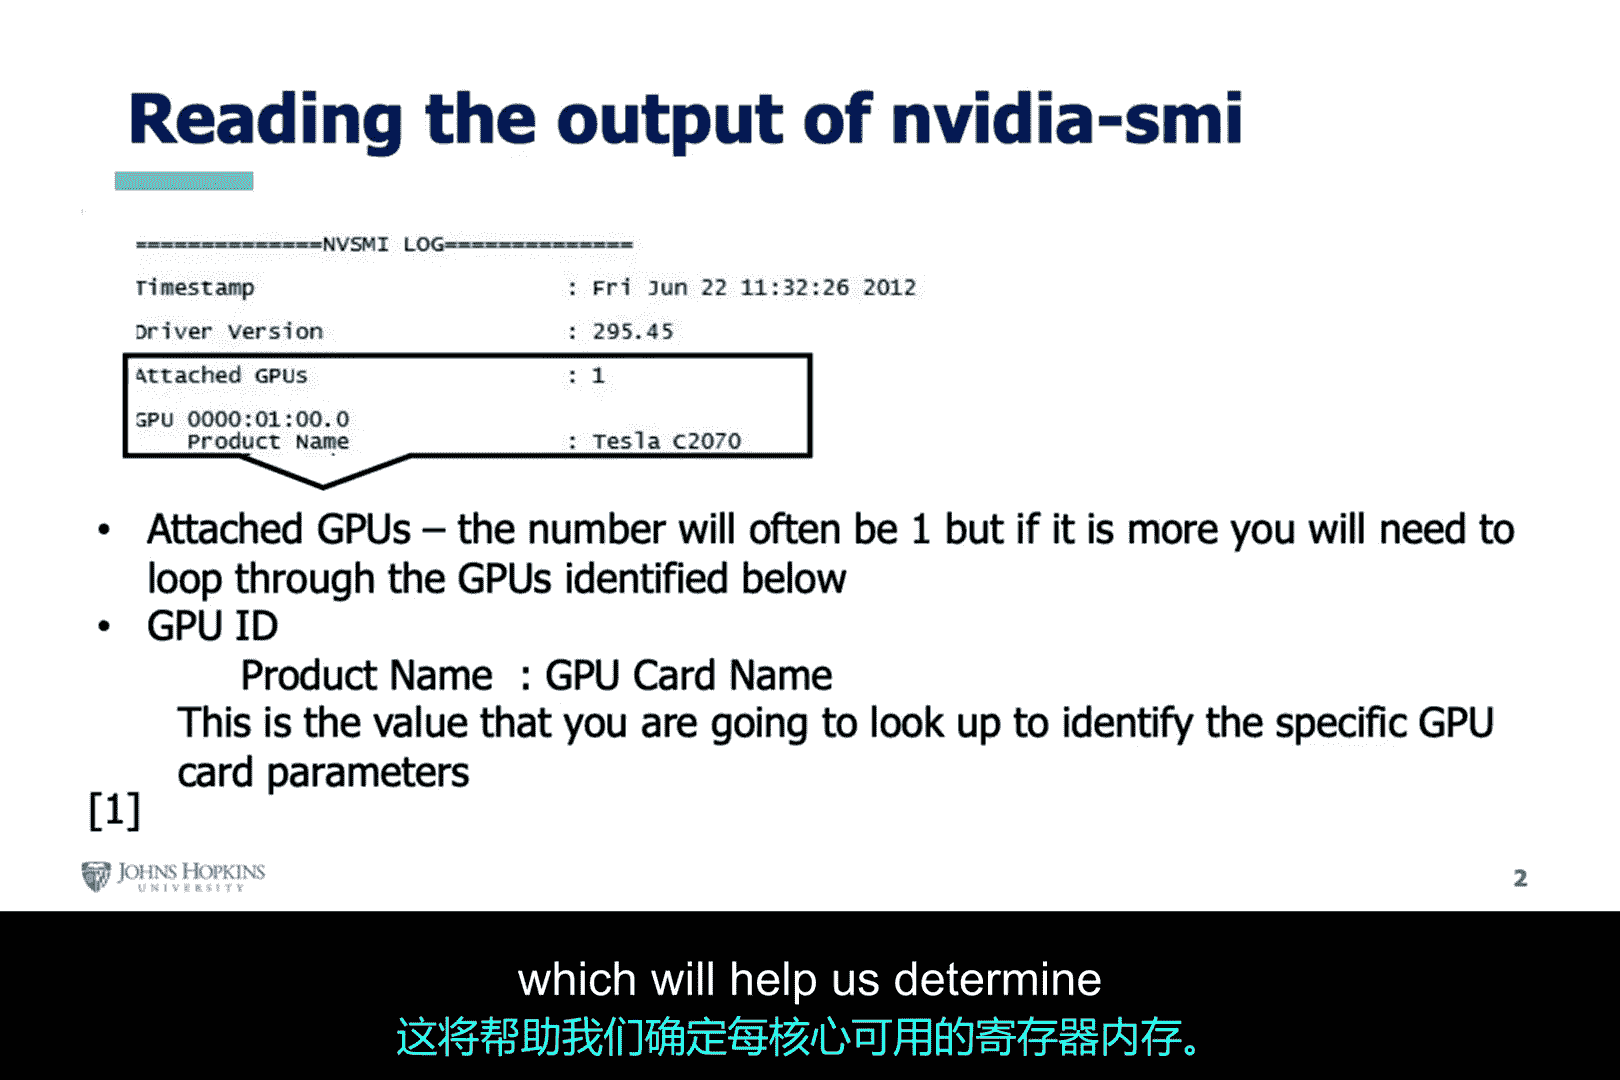 Reading the output of nvidia-smi
==============NVSMI LOG==============
Timestamp : Fri Jun 22 11:32:26 2012
Driver Version : 295.45
Attached GPUs : 1
GPU 0000:01:00.0
Product Name : Tesla C2070
• Attached GPUs – the number will often be 1 but if it is more you will need to
loop through the GPUs identified below
• GPU ID
Product Name : GPU Card Name
This is the value that you are going to look up to identify the specific GPU
card parameters
[1]
JOHNS HOPKINS
UNIVERSITY
2
which will help us determine
这将帮助我们确定每核心可用的寄存器内存。